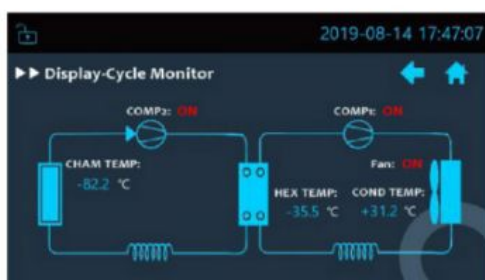 2019-08-14 17:47:07
►► Display-Cycle Monitor
COMP2: ON
COMP1: ON
CHAM TEMP:
-82.2 ℃
Fan: ON
HEX TEMP: COND TEMP:
-35.5 ℃ +31.2 ℃